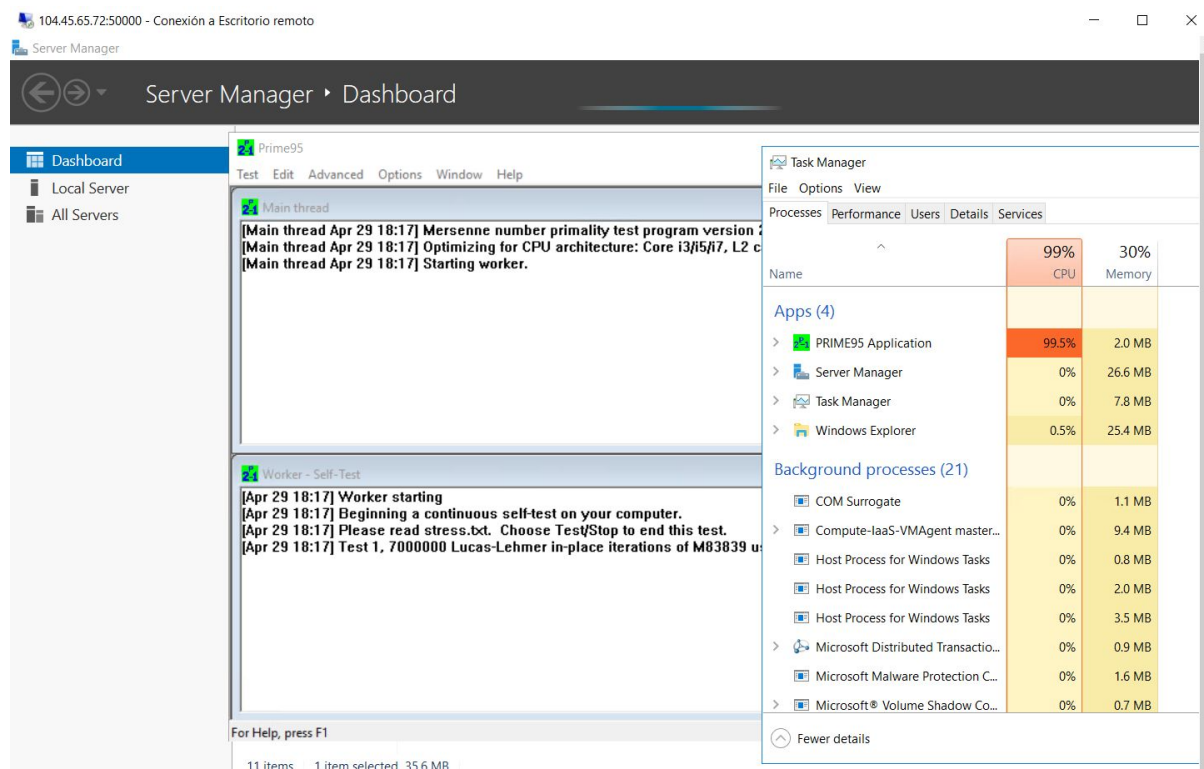 104.45.65.72:50000 - Conexión a Escritorio remoto
Server Manager
Server Manager ‣ Dashboard
Dashboard
Local Server
All Servers
Prime95
Test Edit Advanced Options Window Help
Main thread
[Main thread Apr 29 18:17] Mersenne number primality test program version
[Main thread Apr 29 18:17] Optimizing for CPU architecture: Core i3/i5/i7, L2
[Main thread Apr 29 18:17] Starting worker.
Worker - Self-Test
[Apr 29 18:17] Worker starting
[Apr 29 18:17] Beginning a continuous self-test on your computer.
[Apr 29 18:17] Please read stress.txt. Choose Test/Stop to end this test.
[Apr 29 18:17] Test 1, 7000000 Lucas-Lehmer in-place iterations of M83839
For Help, press F1
11 items 1 item selected 35.6 MB
Task Manager
File Options View
Processes Performance Users Details Services
99% 30%
Name CPU Memory
Apps (4)
PRIME95 Application 99.5% 2.0 MB
Server Manager 0% 26.6 MB
Task Manager 0% 7.8 MB
Windows Explorer 0.5% 25.4 MB
Background processes (21)
COM Surrogate 0% 1.1 MB
Compute-IaaS-VMAgent master... 0% 9.4 MB
Host Process for Windows Tasks 0% 0.8 MB
Host Process for Windows Tasks 0% 2.0 MB
Host Process for Windows Tasks 0% 3.5 MB
Microsoft Distributed Transactio... 0% 0.9 MB
Microsoft Malware Protection C... 0% 1.6 MB
Microsoft® Volume Shadow Co... 0% 0.7 MB
Fewer details